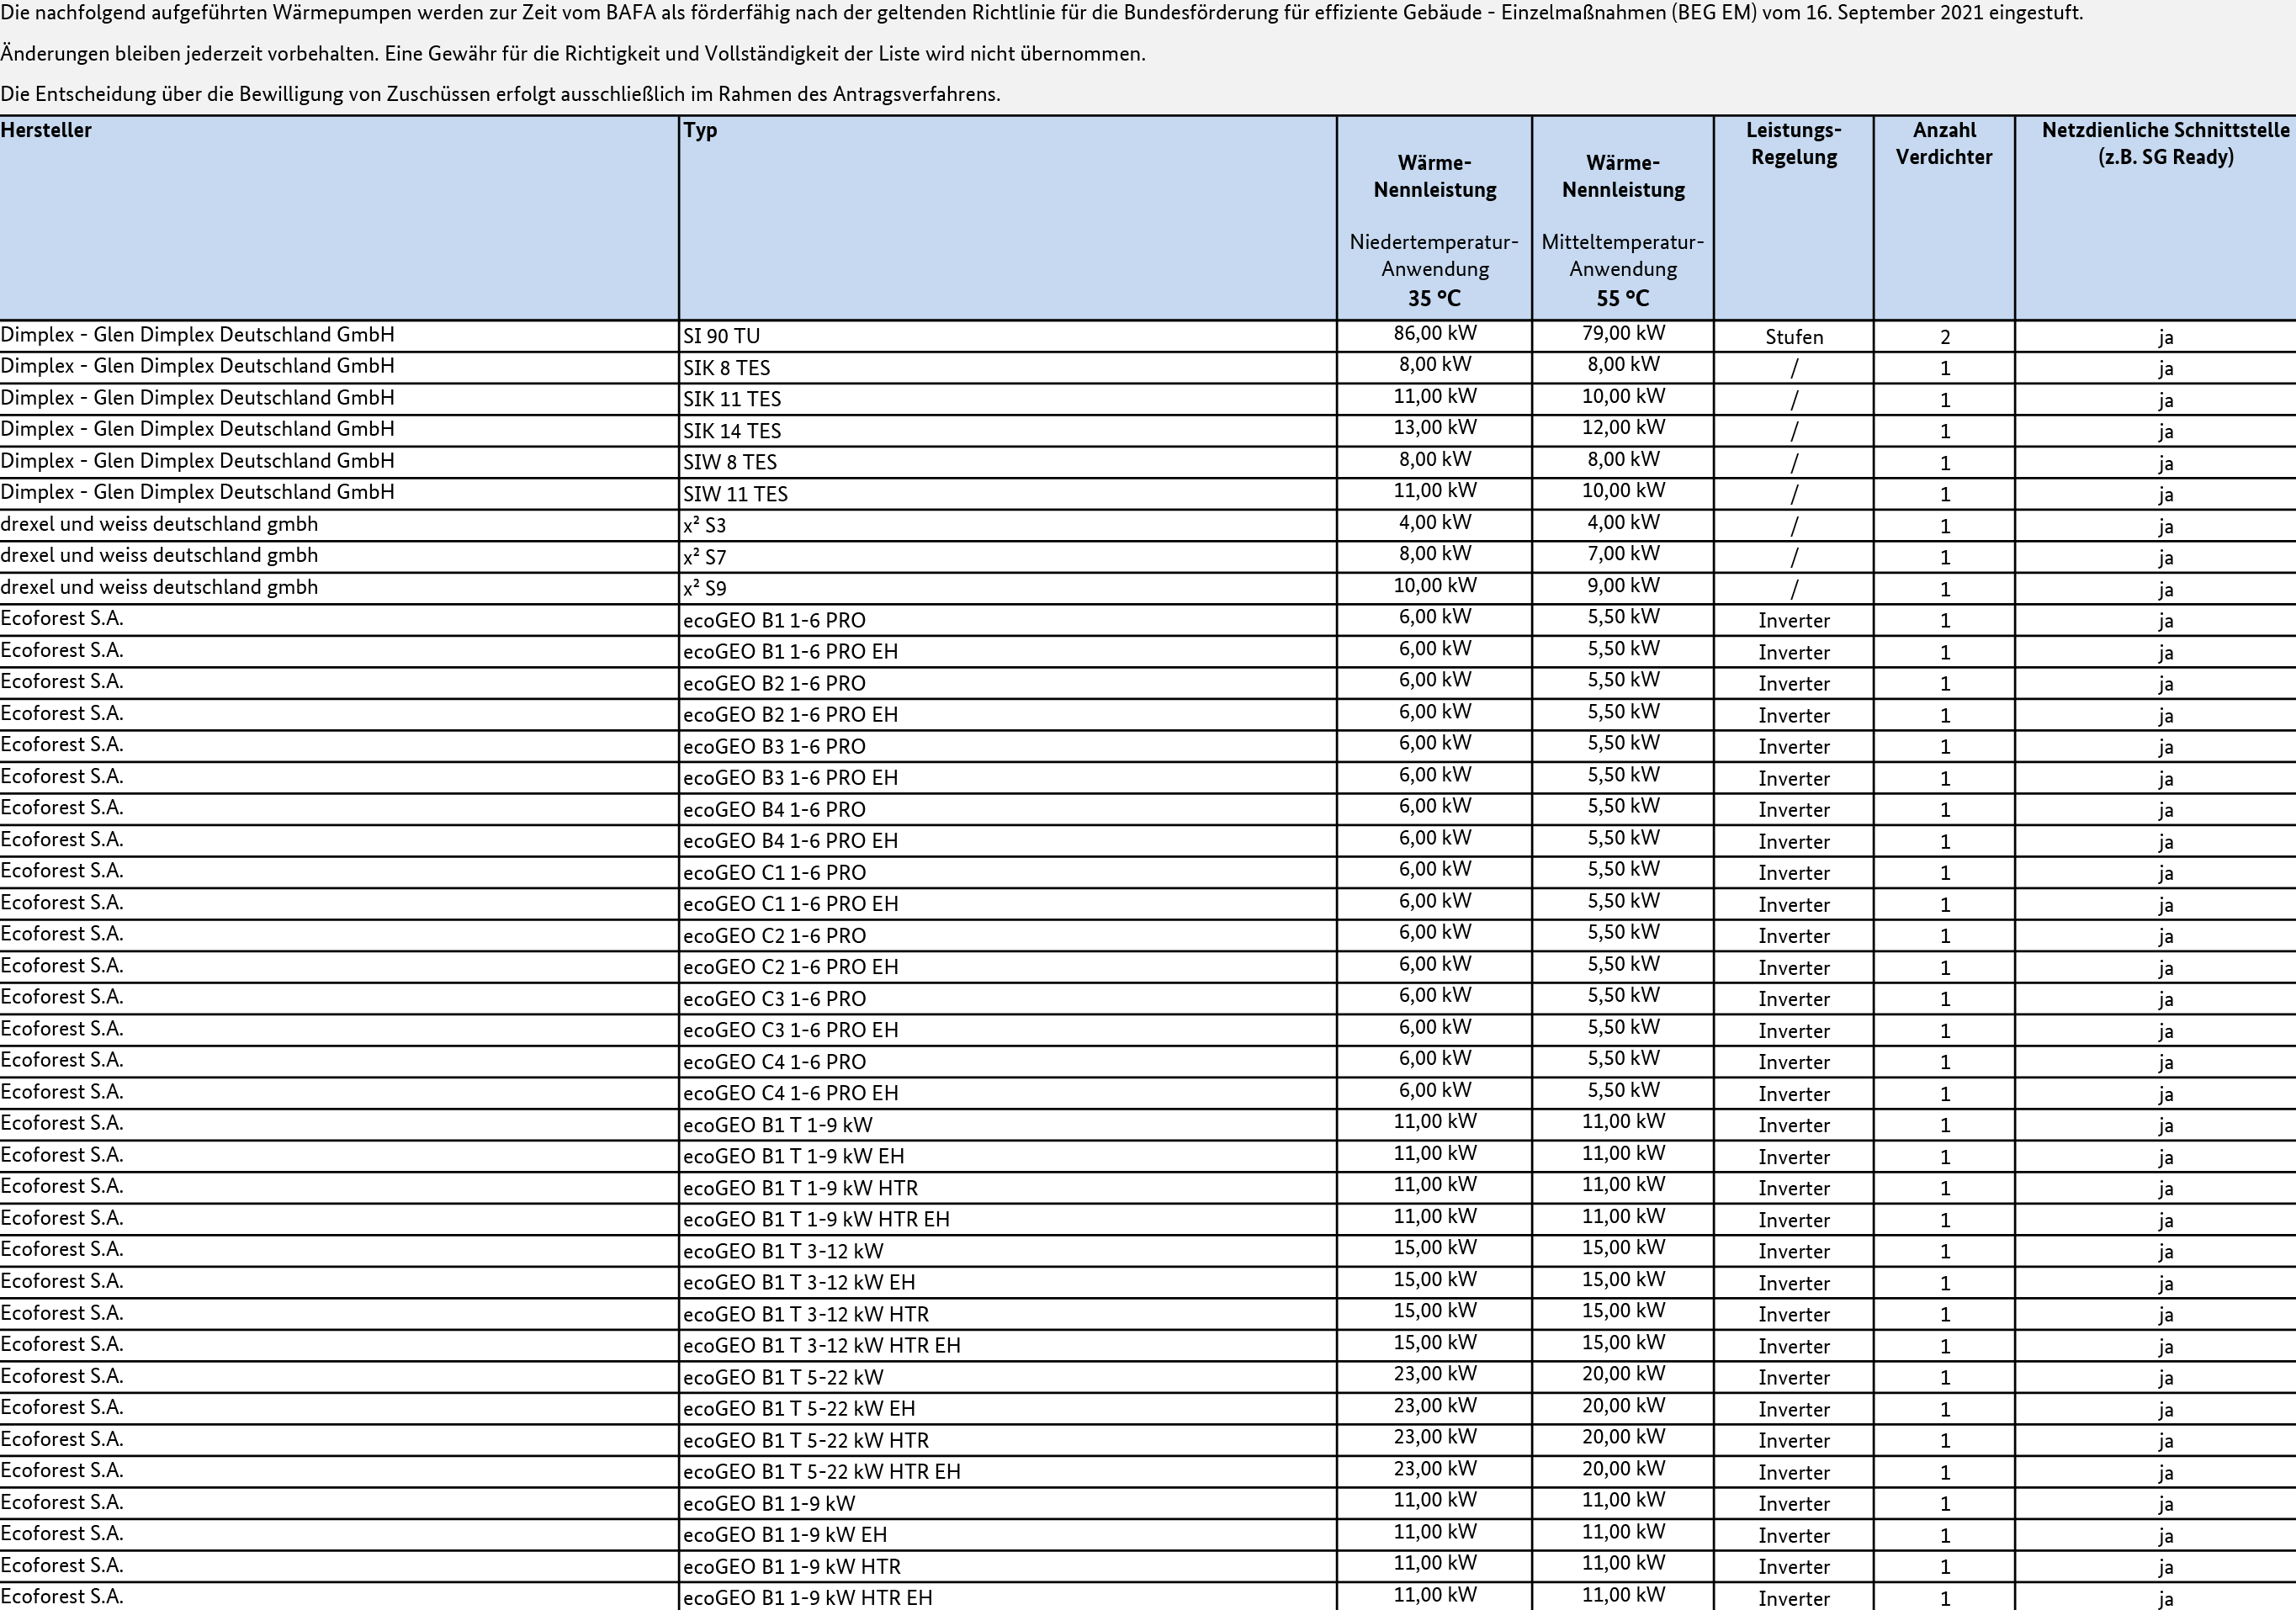 Die nachfolgend aufgeführten Wärmepumpen werden zur Zeit vom BAFA als förderfähig nach der geltenden Richtlinie für die Bundesförderung für effiziente Gebäude - Einzelmaßnahmen (BEG EM) vom 16. September 2021 eingestuft.
Änderungen bleiben jederzeit vorbehalten. Eine Gewähr für die Richtigkeit und Vollständigkeit der Liste wird nicht übernommen.
Die Entscheidung über die Bewilligung von Zuschüssen erfolgt ausschließlich im Rahmen des Antragsverfahrens.
Hersteller Typ Wärme-Nennleistung Niedertemperatur-Anwendung 35 °C Wärme-Nennleistung Mitteltemperatur-Anwendung 55 °C Leistungs-Regelung Anzahl Verdichter Netzdienliche Schnittstelle (z.B. SG Ready)
Dimplex - Glen Dimplex Deutschland GmbH SI 90 TU 86,00 kW 79,00 kW Stufen 2 ja
Dimplex - Glen Dimplex Deutschland GmbH SIK 8 TES 8,00 kW 8,00 kW / 1 ja
Dimplex - Glen Dimplex Deutschland GmbH SIK 11 TES 11,00 kW 10,00 kW / 1 ja
Dimplex - Glen Dimplex Deutschland GmbH SIK 14 TES 13,00 kW 12,00 kW / 1 ja
Dimplex - Glen Dimplex Deutschland GmbH SIW 8 TES 8,00 kW 8,00 kW / 1 ja
Dimplex - Glen Dimplex Deutschland GmbH SIW 11 TES 11,00 kW 10,00 kW / 1 ja
drexel und weiss deutschland gmbh x² S3 4,00 kW 4,00 kW / 1 ja
drexel und weiss deutschland gmbh x² S7 8,00 kW 7,00 kW / 1 ja
drexel und weiss deutschland gmbh x² S9 10,00 kW 9,00 kW / 1 ja
Ecoforest S.A. ecoGEO B1 1-6 PRO 6,00 kW 5,50 kW Inverter 1 ja
Ecoforest S.A. ecoGEO B1 1-6 PRO EH 6,00 kW 5,50 kW Inverter 1 ja
Ecoforest S.A. ecoGEO B2 1-6 PRO 6,00 kW 5,50 kW Inverter 1 ja
Ecoforest S.A. ecoGEO B2 1-6 PRO EH 6,00 kW 5,50 kW Inverter 1 ja
Ecoforest S.A. ecoGEO B3 1-6 PRO 6,00 kW 5,50 kW Inverter 1 ja
Ecoforest S.A. ecoGEO B3 1-6 PRO EH 6,00 kW 5,50 kW Inverter 1 ja
Ecoforest S.A. ecoGEO B4 1-6 PRO 6,00 kW 5,50 kW Inverter 1 ja
Ecoforest S.A. ecoGEO B4 1-6 PRO EH 6,00 kW 5,50 kW Inverter 1 ja
Ecoforest S.A. ecoGEO C1 1-6 PRO 6,00 kW 5,50 kW Inverter 1 ja
Ecoforest S.A. ecoGEO C1 1-6 PRO EH 6,00 kW 5,50 kW Inverter 1 ja
Ecoforest S.A. ecoGEO C2 1-6 PRO 6,00 kW 5,50 kW Inverter 1 ja
Ecoforest S.A. ecoGEO C2 1-6 PRO EH 6,00 kW 5,50 kW Inverter 1 ja
Ecoforest S.A. ecoGEO C3 1-6 PRO 6,00 kW 5,50 kW Inverter 1 ja
Ecoforest S.A. ecoGEO C3 1-6 PRO EH 6,00 kW 5,50 kW Inverter 1 ja
Ecoforest S.A. ecoGEO C4 1-6 PRO 6,00 kW 5,50 kW Inverter 1 ja
Ecoforest S.A. ecoGEO C4 1-6 PRO EH 6,00 kW 5,50 kW Inverter 1 ja
Ecoforest S.A. ecoGEO B1 T 1-9 kW 11,00 kW 11,00 kW Inverter 1 ja
Ecoforest S.A. ecoGEO B1 T 1-9 kW EH 11,00 kW 11,00 kW Inverter 1 ja
Ecoforest S.A. ecoGEO B1 T 1-9 kW HTR 11,00 kW 11,00 kW Inverter 1 ja
Ecoforest S.A. ecoGEO B1 T 1-9 kW HTR EH 11,00 kW 11,00 kW Inverter 1 ja
Ecoforest S.A. ecoGEO B1 T 3-12 kW 15,00 kW 15,00 kW Inverter 1 ja
Ecoforest S.A. ecoGEO B1 T 3-12 kW EH 15,00 kW 15,00 kW Inverter 1 ja
Ecoforest S.A. ecoGEO B1 T 3-12 kW HTR 15,00 kW 15,00 kW Inverter 1 ja
Ecoforest S.A. ecoGEO B1 T 3-12 kW HTR EH 15,00 kW 15,00 kW Inverter 1 ja
Ecoforest S.A. ecoGEO B1 T 5-22 kW 23,00 kW 20,00 kW Inverter 1 ja
Ecoforest S.A. ecoGEO B1 T 5-22 kW EH 23,00 kW 20,00 kW Inverter 1 ja
Ecoforest S.A. ecoGEO B1 T 5-22 kW HTR 23,00 kW 20,00 kW Inverter 1 ja
Ecoforest S.A. ecoGEO B1 T 5-22 kW HTR EH 23,00 kW 20,00 kW Inverter 1 ja
Ecoforest S.A. ecoGEO B1 1-9 kW 11,00 kW 11,00 kW Inverter 1 ja
Ecoforest S.A. ecoGEO B1 1-9 kW EH 11,00 kW 11,00 kW Inverter 1 ja
Ecoforest S.A. ecoGEO B1 1-9 kW HTR 11,00 kW 11,00 kW Inverter 1 ja
Ecoforest S.A. ecoGEO B1 1-9 kW HTR EH 11,00 kW 11,00 kW Inverter 1 ja